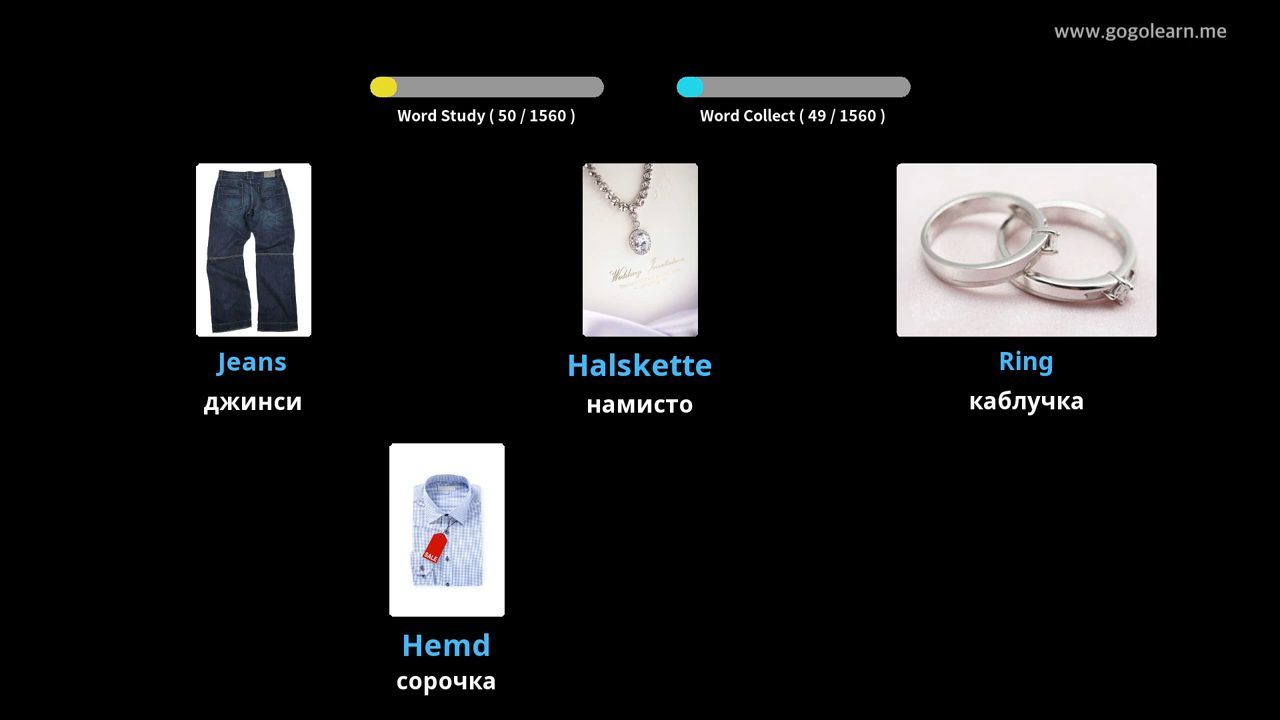 www.gogolearn.me
Word Study ( 50 / 1560 )
Word Collect ( 49 / 1560 )
Jeans
джинси
Halskette
намисто
Ring
каблучка
SALE
Hemd
сорочка